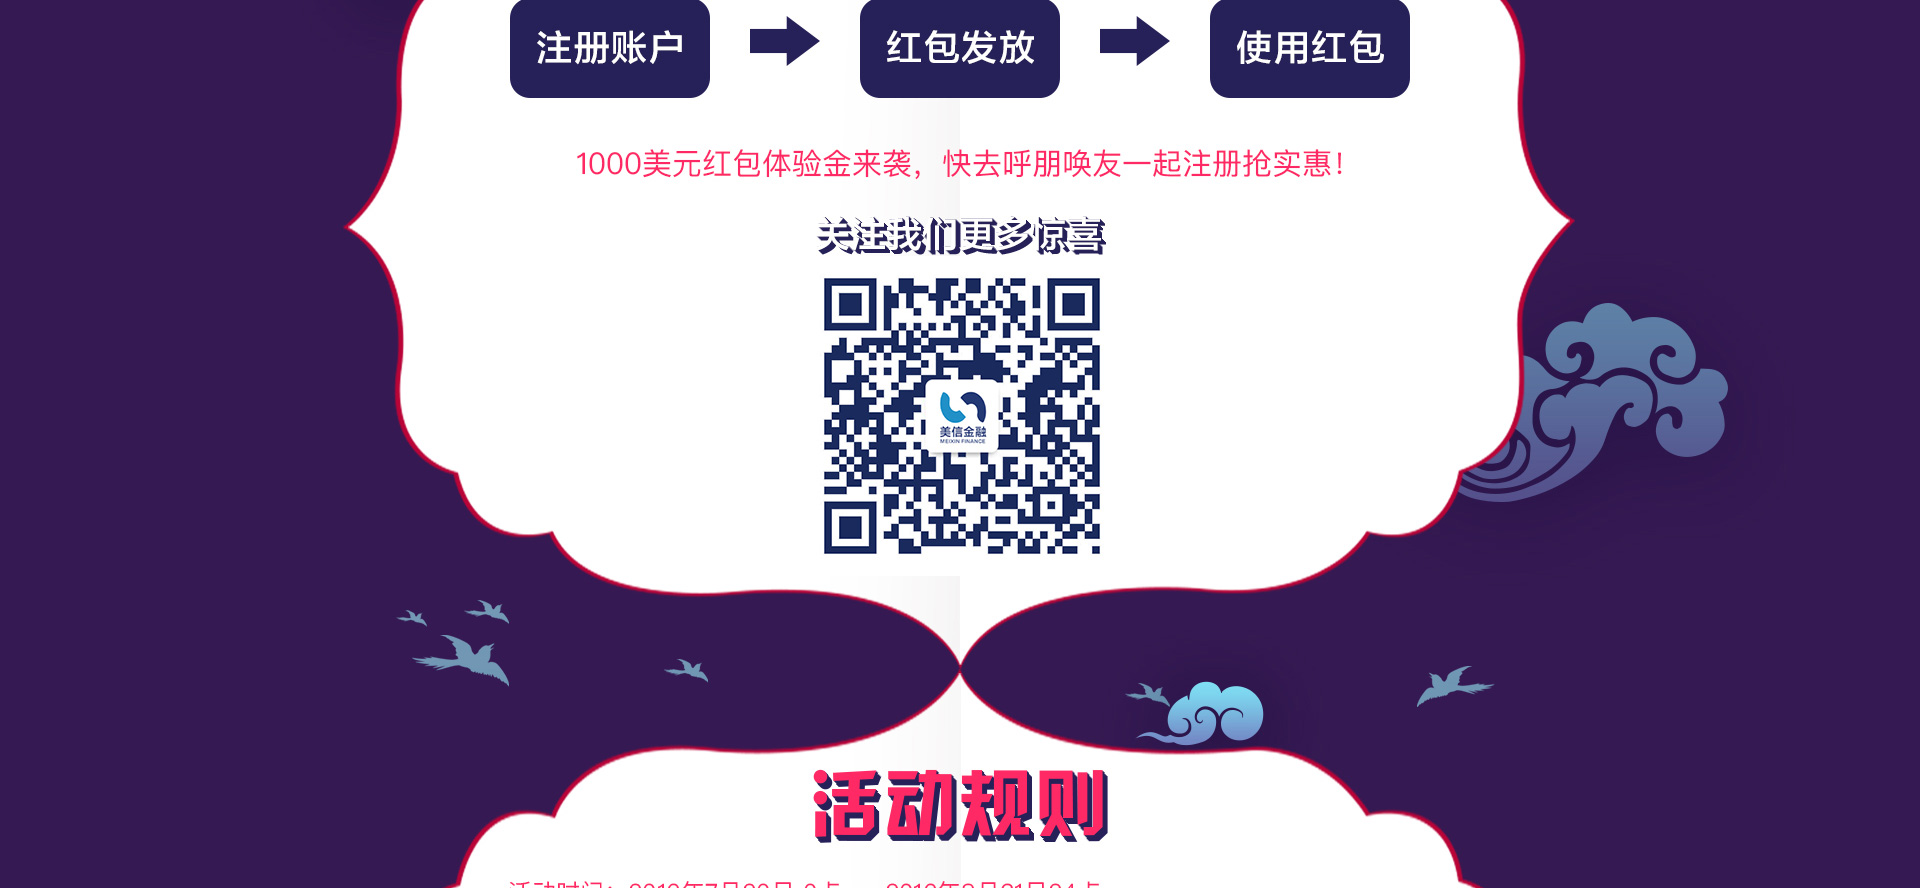 注册账户
红包发放
使用红包
1000美元红包体验金来袭，快去呼朋唤友一起注册抢实惠！
关注我们更多惊喜
美信金融
MEIXIN FINANCE
活动规则